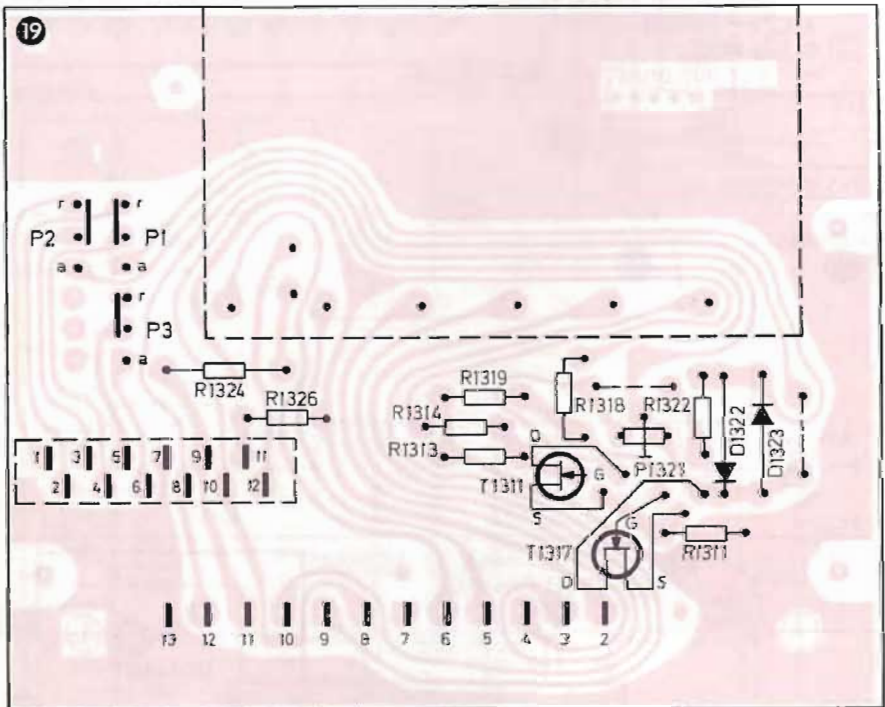 19
r r
P2 P1
a a
r
P3
a
R1324
R1326
R1319
R1314
R1313
R1318
R1322
D1322
D1323
P1321
D
G
T1311
S
G
T1317
D S
R1311
1 3 5 7 9 11
2 4 6 8 10 12
13 12 11 10 9 8 7 6 5 4 3 2